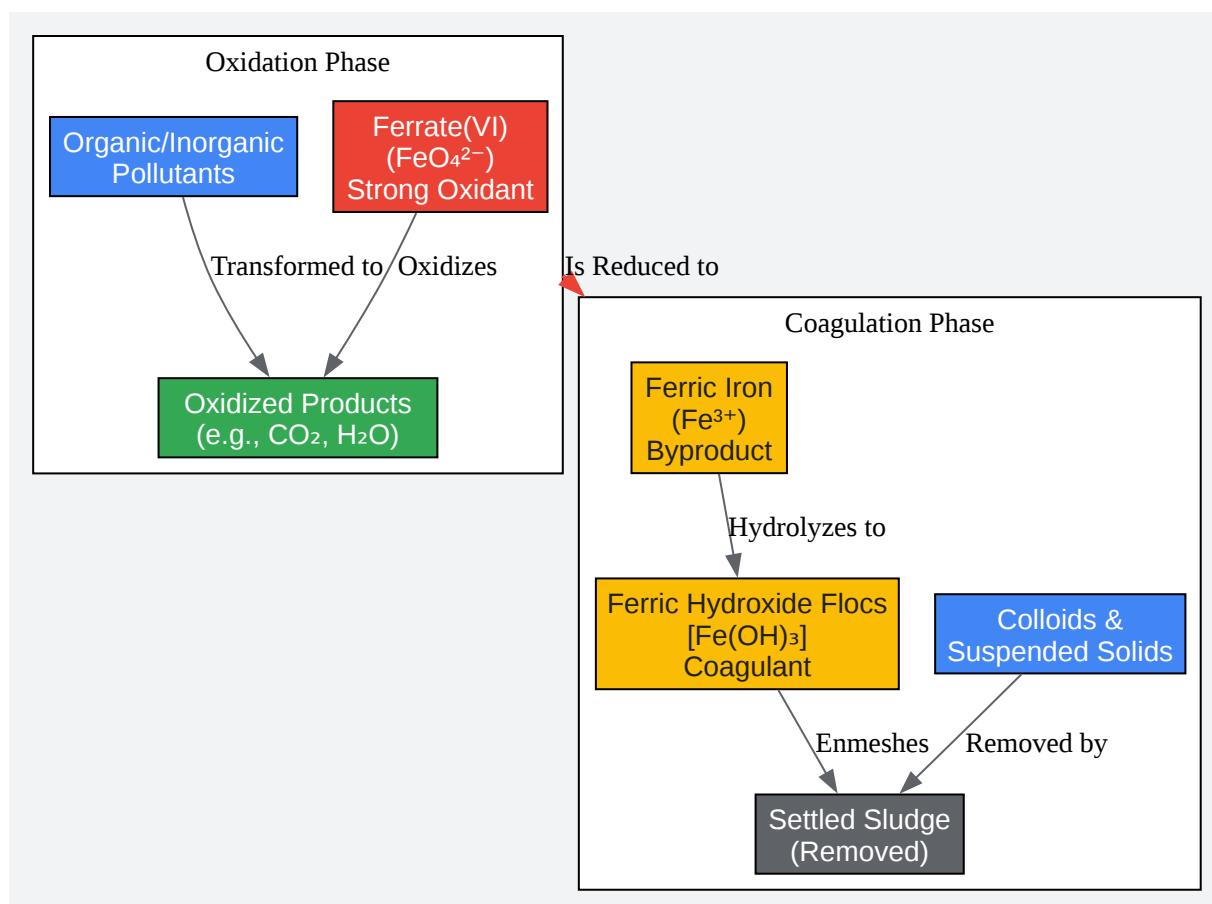 Oxidation Phase
Organic/Inorganic
Pollutants
Ferrate(VI)
(FeO₄²⁻)
Strong Oxidant
Transformed to
Oxidizes
Is Reduced to
Oxidized Products
(e.g., CO₂, H₂O)
Coagulation Phase
Ferric Iron
(Fe³⁺)
Byproduct
Hydrolyzes to
Ferric Hydroxide Flocs
[Fe(OH)₃]
Coagulant
Colloids &
Suspended Solids
Enmeshes
Removed by
Settled Sludge
(Removed)